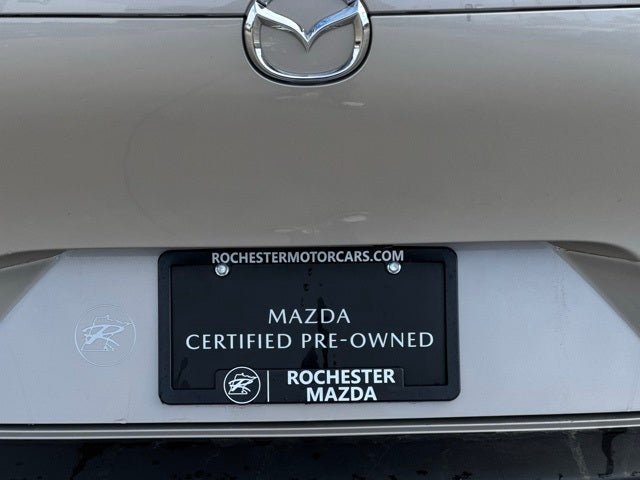 ROCHESTERMOTORCARS.COM
MAZDA
CERTIFIED PRE-OWNED
R
ROCHESTER
MAZDA